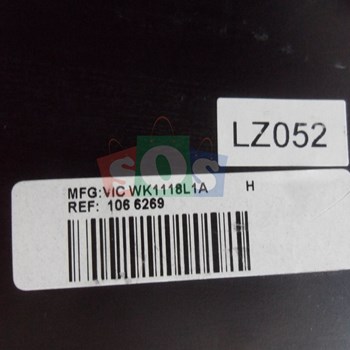 LZ052
SOS
MFG:VIC WK1118L1A H
REF: 106 6269